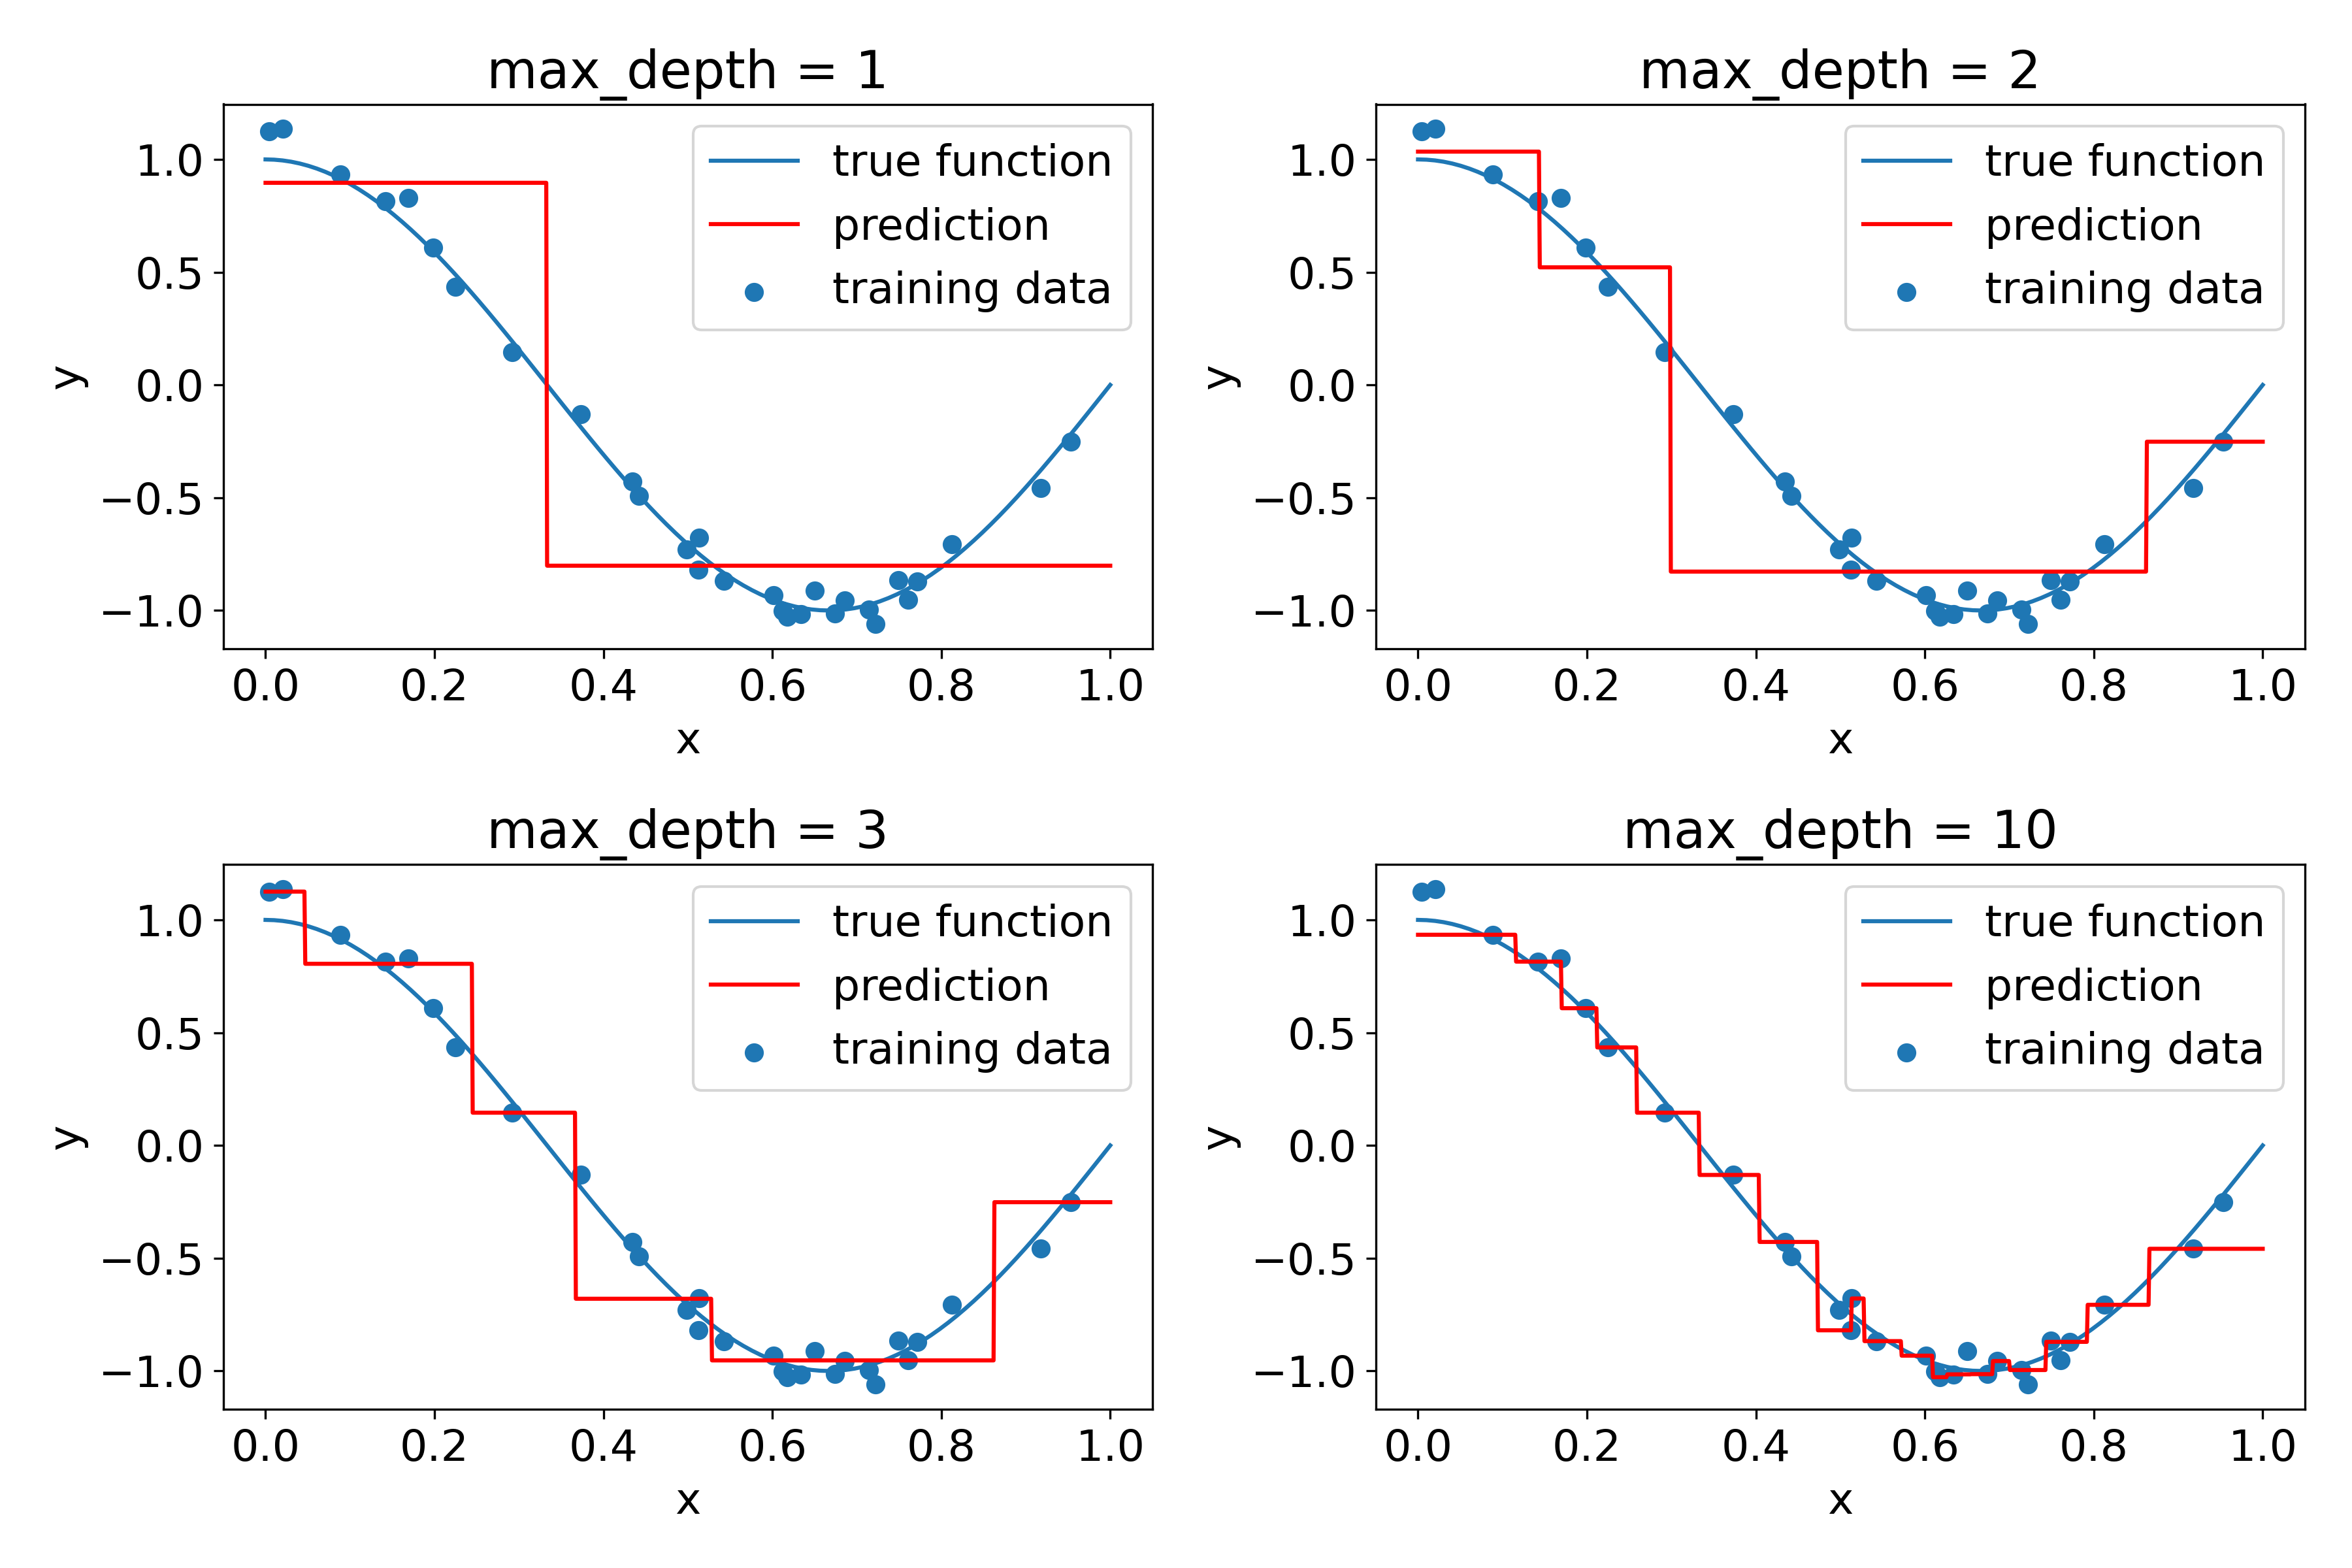 max_depth = 1
true function
prediction
training data
1.0
0.5
0.0
−0.5
−1.0
y
0.0 0.2 0.4 0.6 0.8 1.0
x
max_depth = 2
true function
prediction
training data
1.0
0.5
0.0
−0.5
−1.0
y
0.0 0.2 0.4 0.6 0.8 1.0
x
max_depth = 3
true function
prediction
training data
1.0
0.5
0.0
−0.5
−1.0
y
0.0 0.2 0.4 0.6 0.8 1.0
x
max_depth = 10
true function
prediction
training data
1.0
0.5
0.0
−0.5
−1.0
y
0.0 0.2 0.4 0.6 0.8 1.0
x